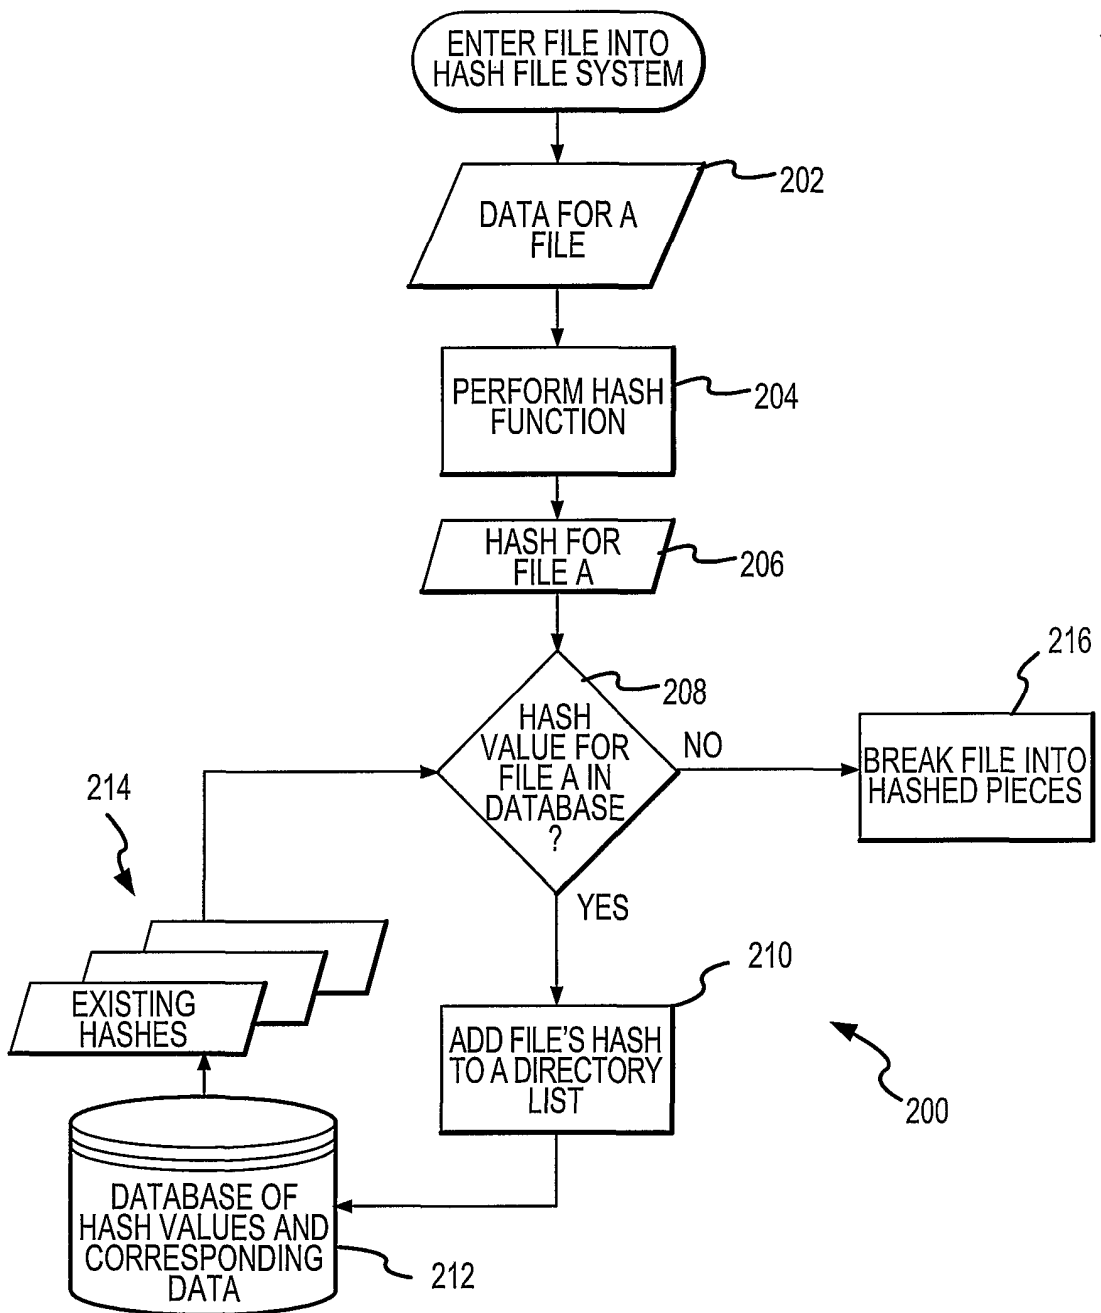 ENTER FILE INTO
HASH FILE SYSTEM
202
DATA FOR A
FILE
PERFORM HASH
FUNCTION
204
HASH FOR
FILE A
206
208
HASH
VALUE FOR
FILE A IN
DATABASE
?
NO
216
BREAK FILE INTO
HASHED PIECES
214
YES
EXISTING
HASHES
210
ADD FILE'S HASH
TO A DIRECTORY
LIST
200
DATABASE OF
HASH VALUES AND
CORRESPONDING
DATA
212